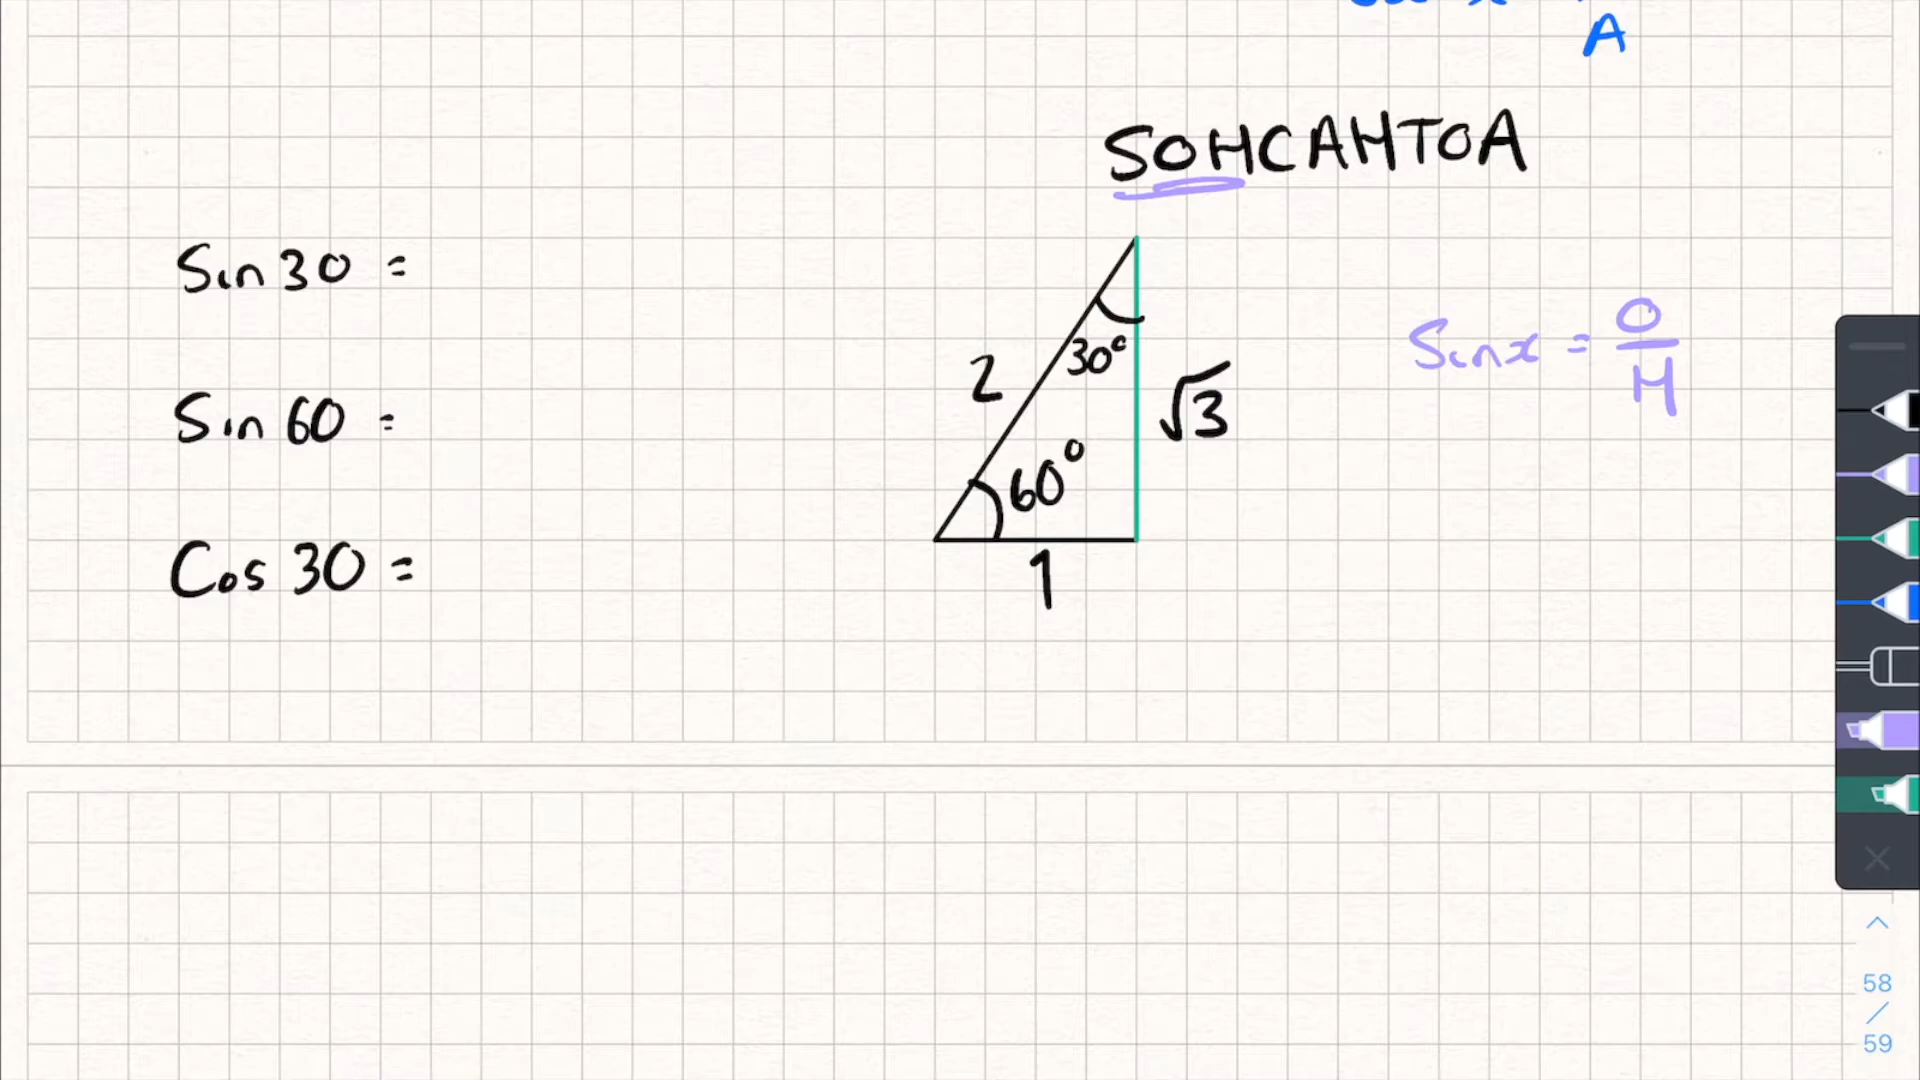 A
SOHCAHTOA
Sin 30 =
Sin 60 =
Cos 30 =
2
30°
60°
√3
1
Sin x = O/H
58
/
59